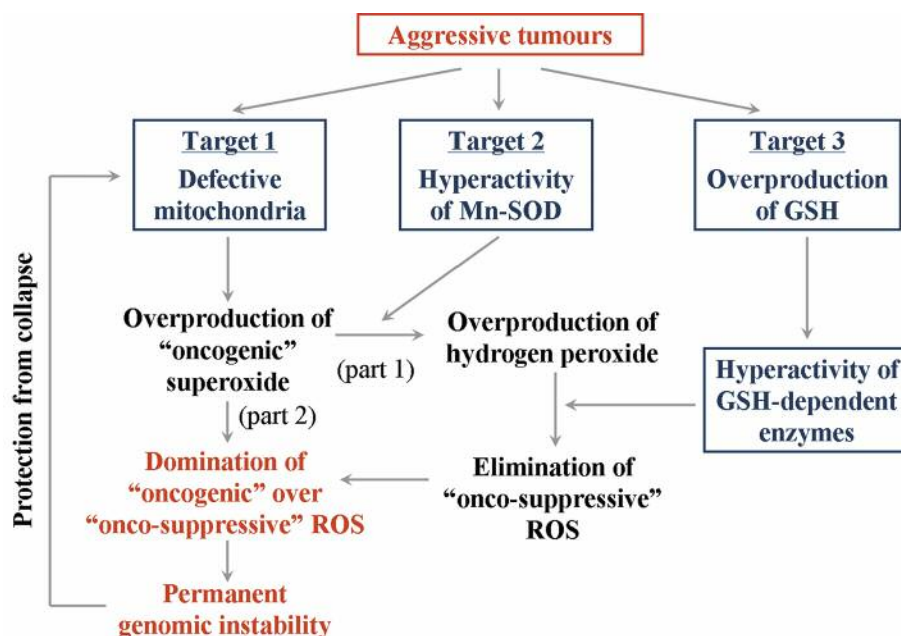 Aggressive tumours
Target 1
Defective
mitochondria
Target 2
Hyperactivity
of Mn-SOD
Target 3
Overproduction
of GSH
Protection from collapse
Overproduction of
“oncogenic”
superoxide
(part 1)
Overproduction of
hydrogen peroxide
Hyperactivity of
GSH-dependent
enzymes
(part 2)
Domination of
“oncogenic” over
“onco-suppressive” ROS
Elimination of
“onco-suppressive”
ROS
Permanent
genomic instability